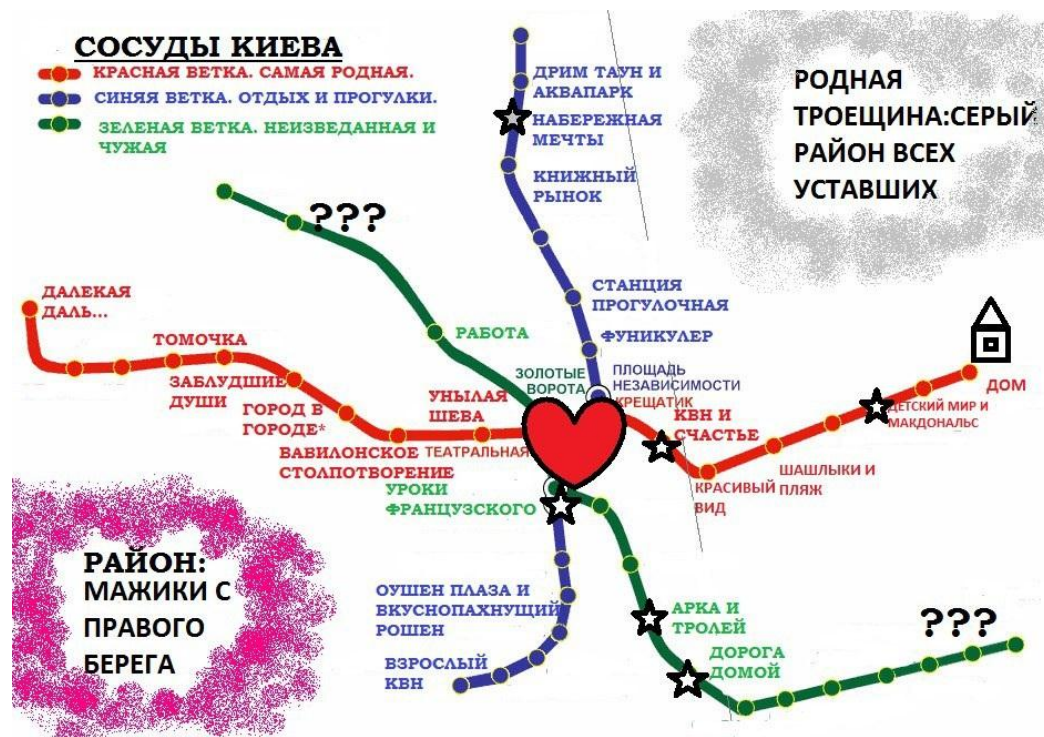 СОСУДЫ КИЕВА
КРАСНАЯ ВЕТКА. САМАЯ РОДНАЯ.
СИНЯЯ ВЕТКА. ОТДЫХ И ПРОГУЛКИ.
ЗЕЛЕНАЯ ВЕТКА. НЕИЗВЕДАННАЯ И
ЧУЖАЯ
ДРИМ ТАУН И
АКВАПАРК
НАБЕРЕЖНАЯ
МЕЧТЫ
КНИЖНЫЙ
РЫНОК
РОДНАЯ
ТРОЕЩИНА:СЕРЫЙ
РАЙОН ВСЕХ
УСТАВШИХ
???
ДАЛЕКАЯ
ДАЛЬ...
ТОМОЧКА
РАБОТА
СТАНЦИЯ
ПРОГУЛОЧНАЯ
ФУНИКУЛЕР
ЗАБЛУДШИЕ
ДУШИ
ГОРОД В
ГОРОДЕ*
УНЫЛАЯ
ШЕВА
ЗОЛОТЫЕ
ВОРОТА
ПЛОЩАДЬ
НЕЗАВИСИМОСТИ
КРЕЩАТИК
КВН И
СЧАСТЬЕ
ДОМ
ДЕТСКИЙ МИР И
МАКДОНАЛЬС
ВАВИЛОНСКОЕ
СТОЛПОТВОРЕНИЕ
ТЕАТРАЛЬНАЯ
КРАСИВЫЙ
ВИД
ШАШЛЫКИ И
ПЛЯЖ
УРОКИ
ФРАНЦУЗСКОГО
РАЙОН:
МАЖИКИ С
ПРАВОГО
БЕРЕГА
ОУШЕН ПЛАЗА И
ВКУСНОПАХНУЩИЙ
РОШЕН
ВЗРОСЛЫЙ
КВН
АРКА И
ТРОЛЕЙ
ДОРОГА
ДОМОЙ
???